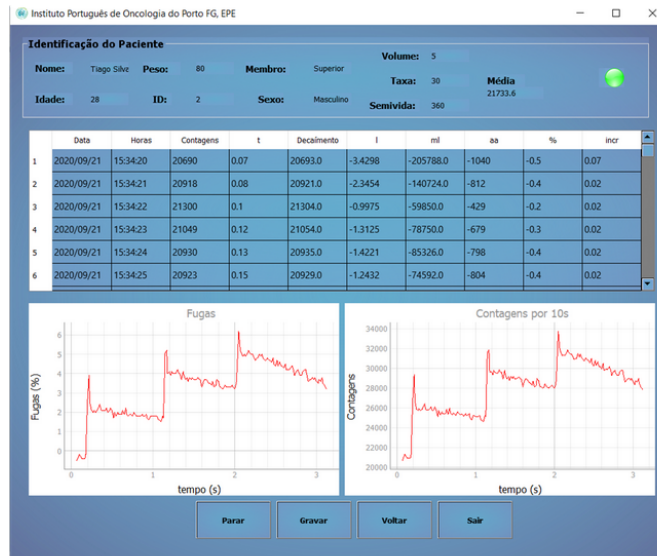 Instituto Português de Oncologia do Porto FG, EPE
Identificação do Paciente
Nome: Tiago Silva Peso: 80 Membro: Superior Volume: 5
Taxa: 30 Média
21733.6
Idade: 28 ID: 2 Sexo: Masculino Semivida: 360
Data Horas Contagens t Decaímento I ml aa % incr
1 2020/09/21 15:34:20 20690 0.07 20693.0 -3.4298 -205788.0 -1040 -0.5 0.07
2 2020/09/21 15:34:21 20918 0.08 20921.0 -2.3454 -140724.0 -812 -0.4 0.02
3 2020/09/21 15:34:22 21300 0.1 21304.0 -0.9975 -59850.0 -429 -0.2 0.02
4 2020/09/21 15:34:23 21049 0.12 21054.0 -1.3125 -78750.0 -679 -0.3 0.02
5 2020/09/21 15:34:24 20930 0.13 20935.0 -1.4221 -85326.0 -798 -0.4 0.02
6 2020/09/21 15:34:25 20923 0.15 20929.0 -1.2432 -74592.0 -804 -0.4 0.02
Fugas
Fugas (%)
6
5
4
3
2
1
0
0 1 2 3
tempo (s)
Contagens por 10s
Contagens
34000
32000
30000
28000
26000
24000
22000
20000
0 1 2 3
tempo (s)
Parar Gravar Voltar Sair